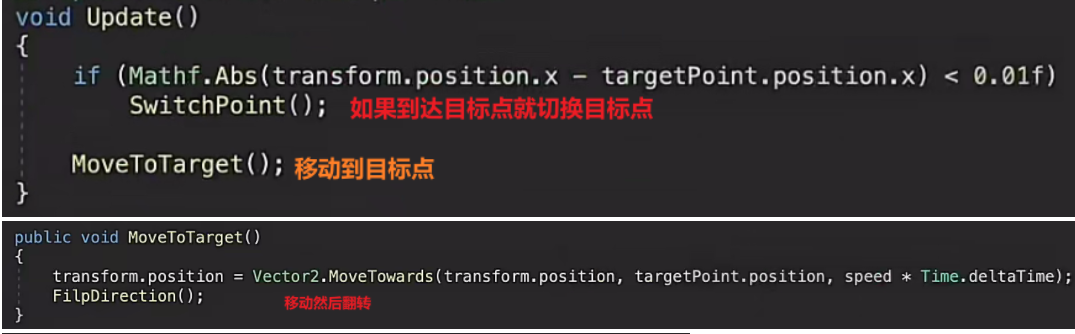 void Update()
{
if (Mathf.Abs(transform.position.x - targetPoint.position.x) < 0.01f)
SwitchPoint(); 如果到达目标点就切换目标点
MoveToTarget(); 移动到目标点
}
public void MoveToTarget()
{
transform.position = Vector2.MoveTowards(transform.position, targetPoint.position, speed * Time.deltaTime);
FilpDirection(); 移动然后翻转
}